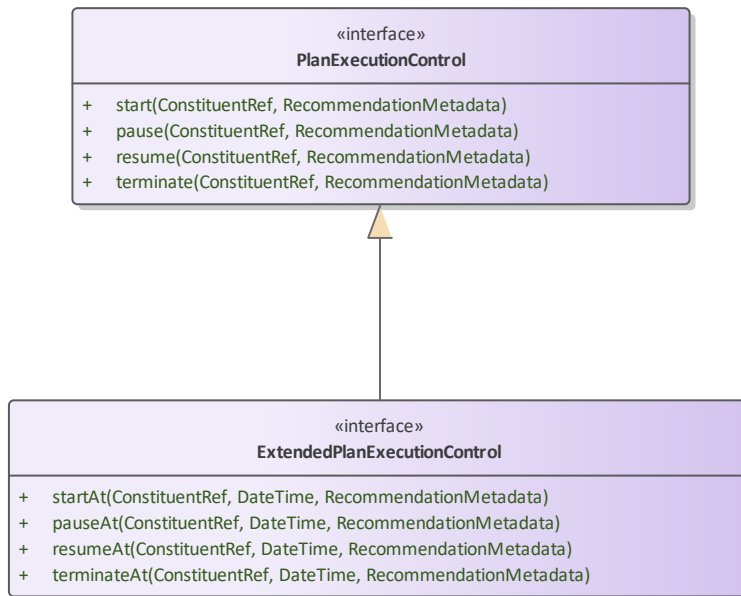 «interface»
PlanExecutionControl
+ start(ConstituentRef, RecommendationMetadata)
+ pause(ConstituentRef, RecommendationMetadata)
+ resume(ConstituentRef, RecommendationMetadata)
+ terminate(ConstituentRef, RecommendationMetadata)
«interface»
ExtendedPlanExecutionControl
+ startAt(ConstituentRef, DateTime, RecommendationMetadata)
+ pauseAt(ConstituentRef, DateTime, RecommendationMetadata)
+ resumeAt(ConstituentRef, DateTime, RecommendationMetadata)
+ terminateAt(ConstituentRef, DateTime, RecommendationMetadata)